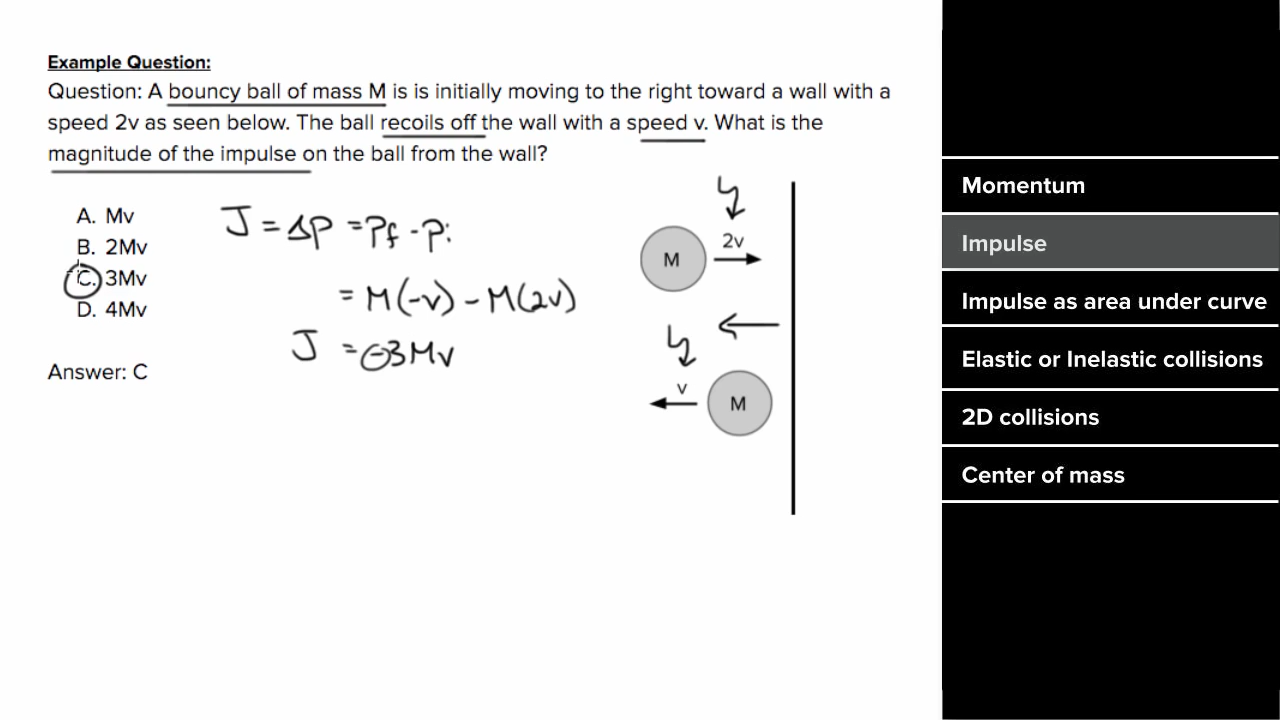 Example Question:
Question: A bouncy ball of mass M is is initially moving to the right toward a wall with a
speed 2v as seen below. The ball recoils off the wall with a speed v. What is the
magnitude of the impulse on the ball from the wall?
A. Mv
B. 2Mv
C. 3Mv
D. 4Mv
Answer: C
J = Δp = Pf - Pi
= M(-v) - M(2v)
J = -3Mv
2v
M
v
M
Momentum
Impulse
Impulse as area under curve
Elastic or Inelastic collisions
2D collisions
Center of mass